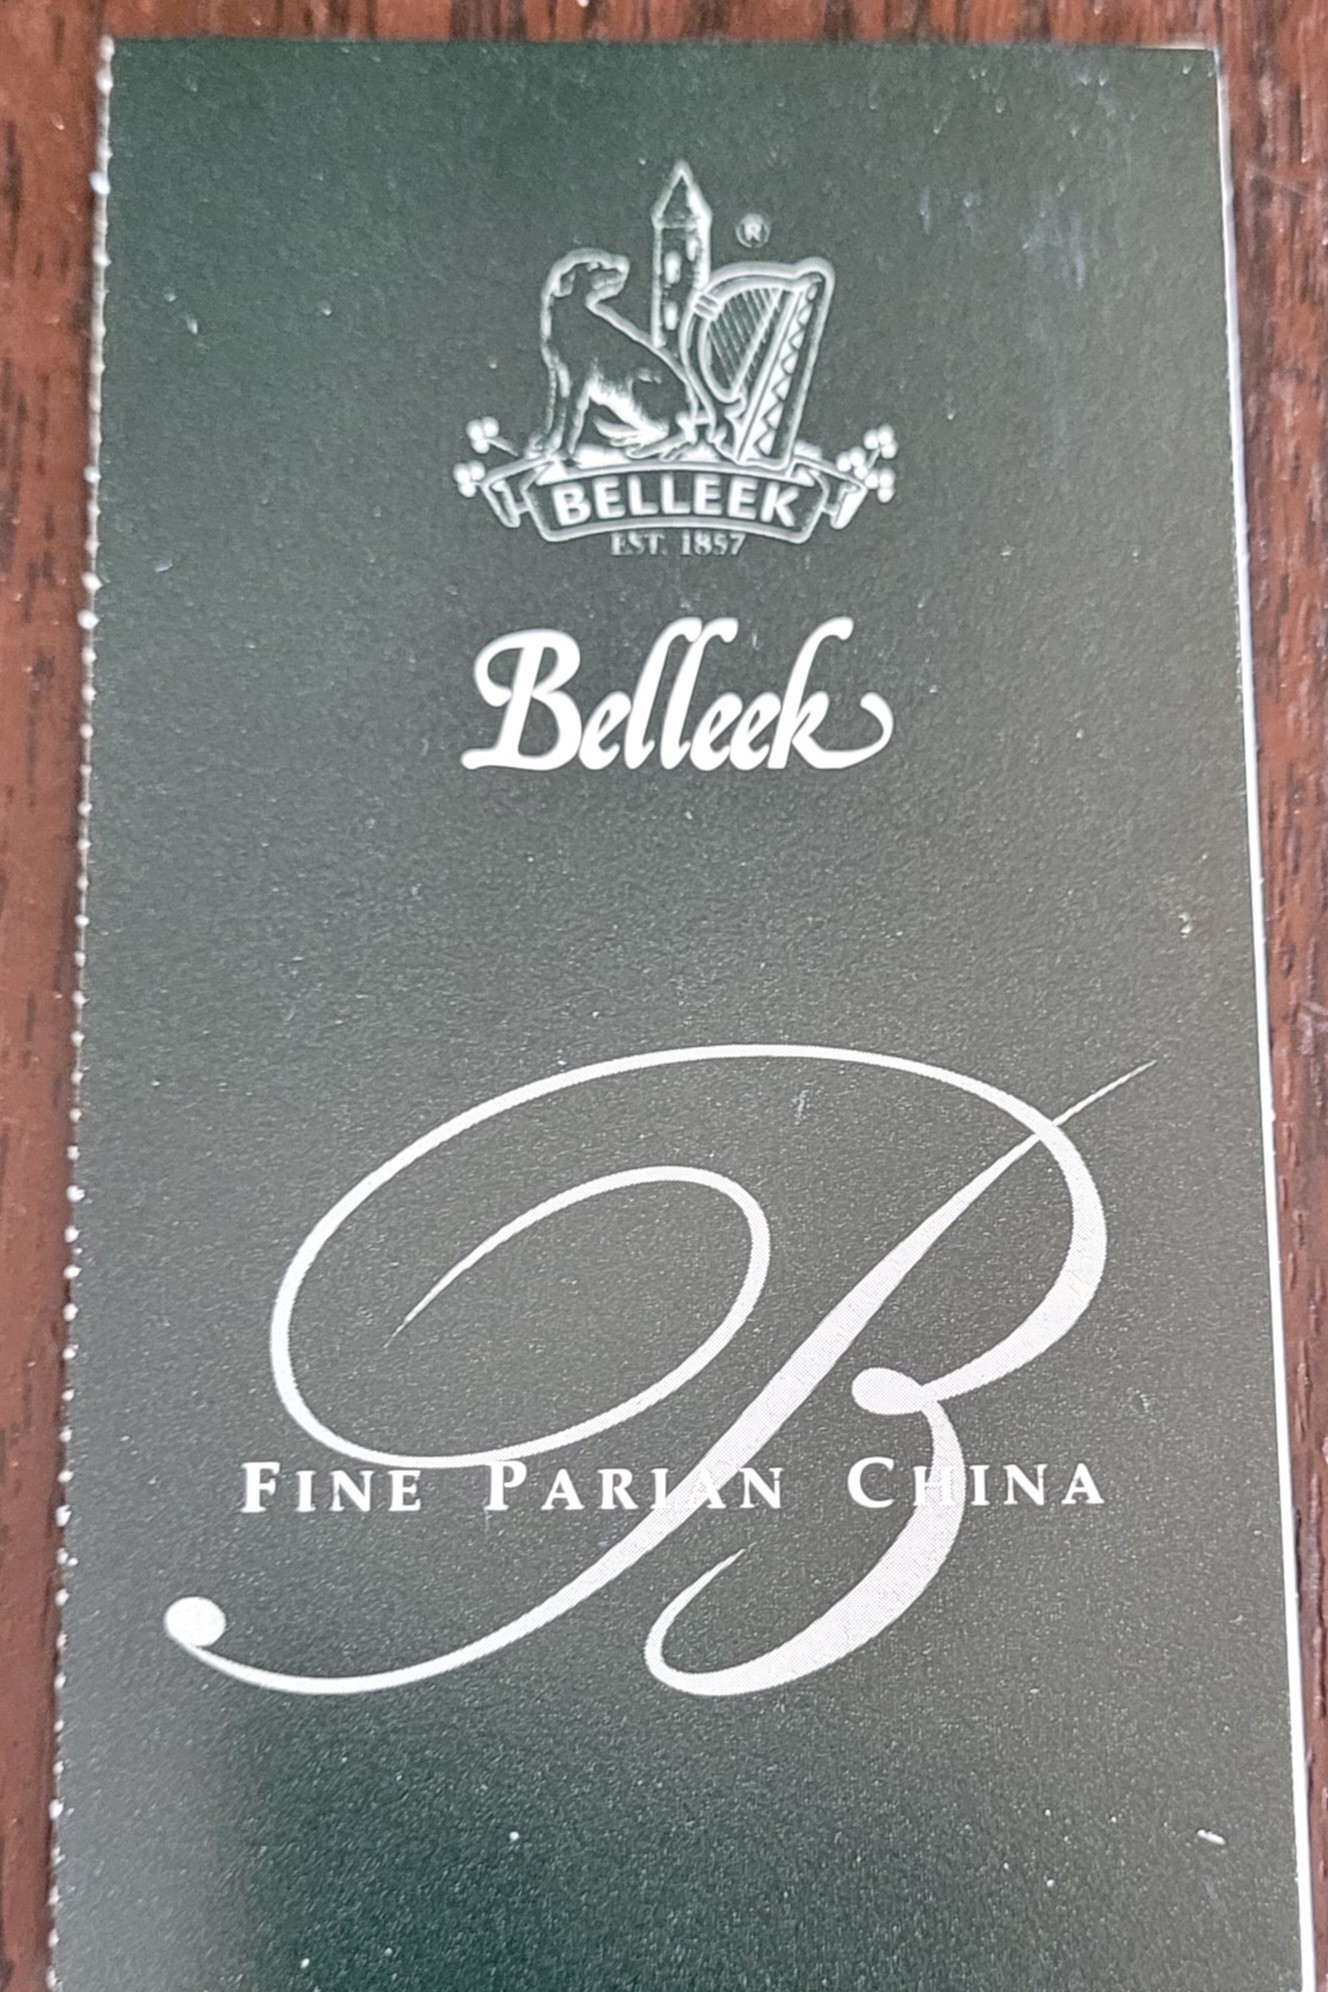 ®
BELLEEK
EST. 1857
Belleek
B
FINE PARIAN CHINA